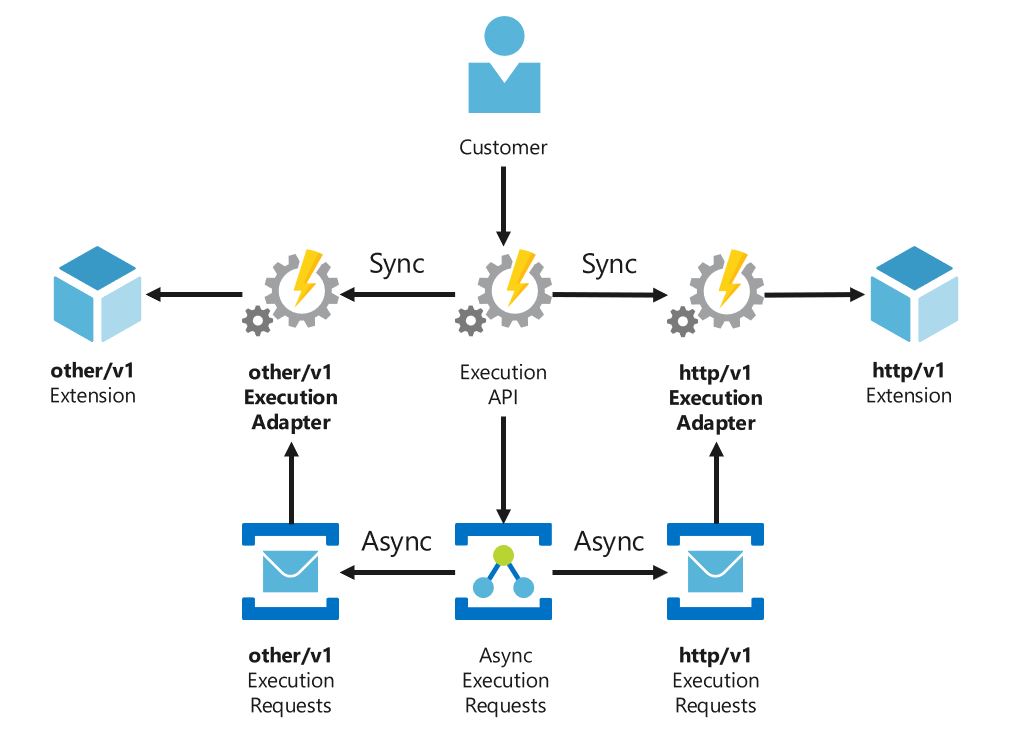 Customer
Sync
Sync
other/v1
Extension
other/v1
Execution
Adapter
Execution
API
http/v1
Execution
Adapter
http/v1
Extension
Async
Async
other/v1
Execution
Requests
Async
Execution
Requests
http/v1
Execution
Requests